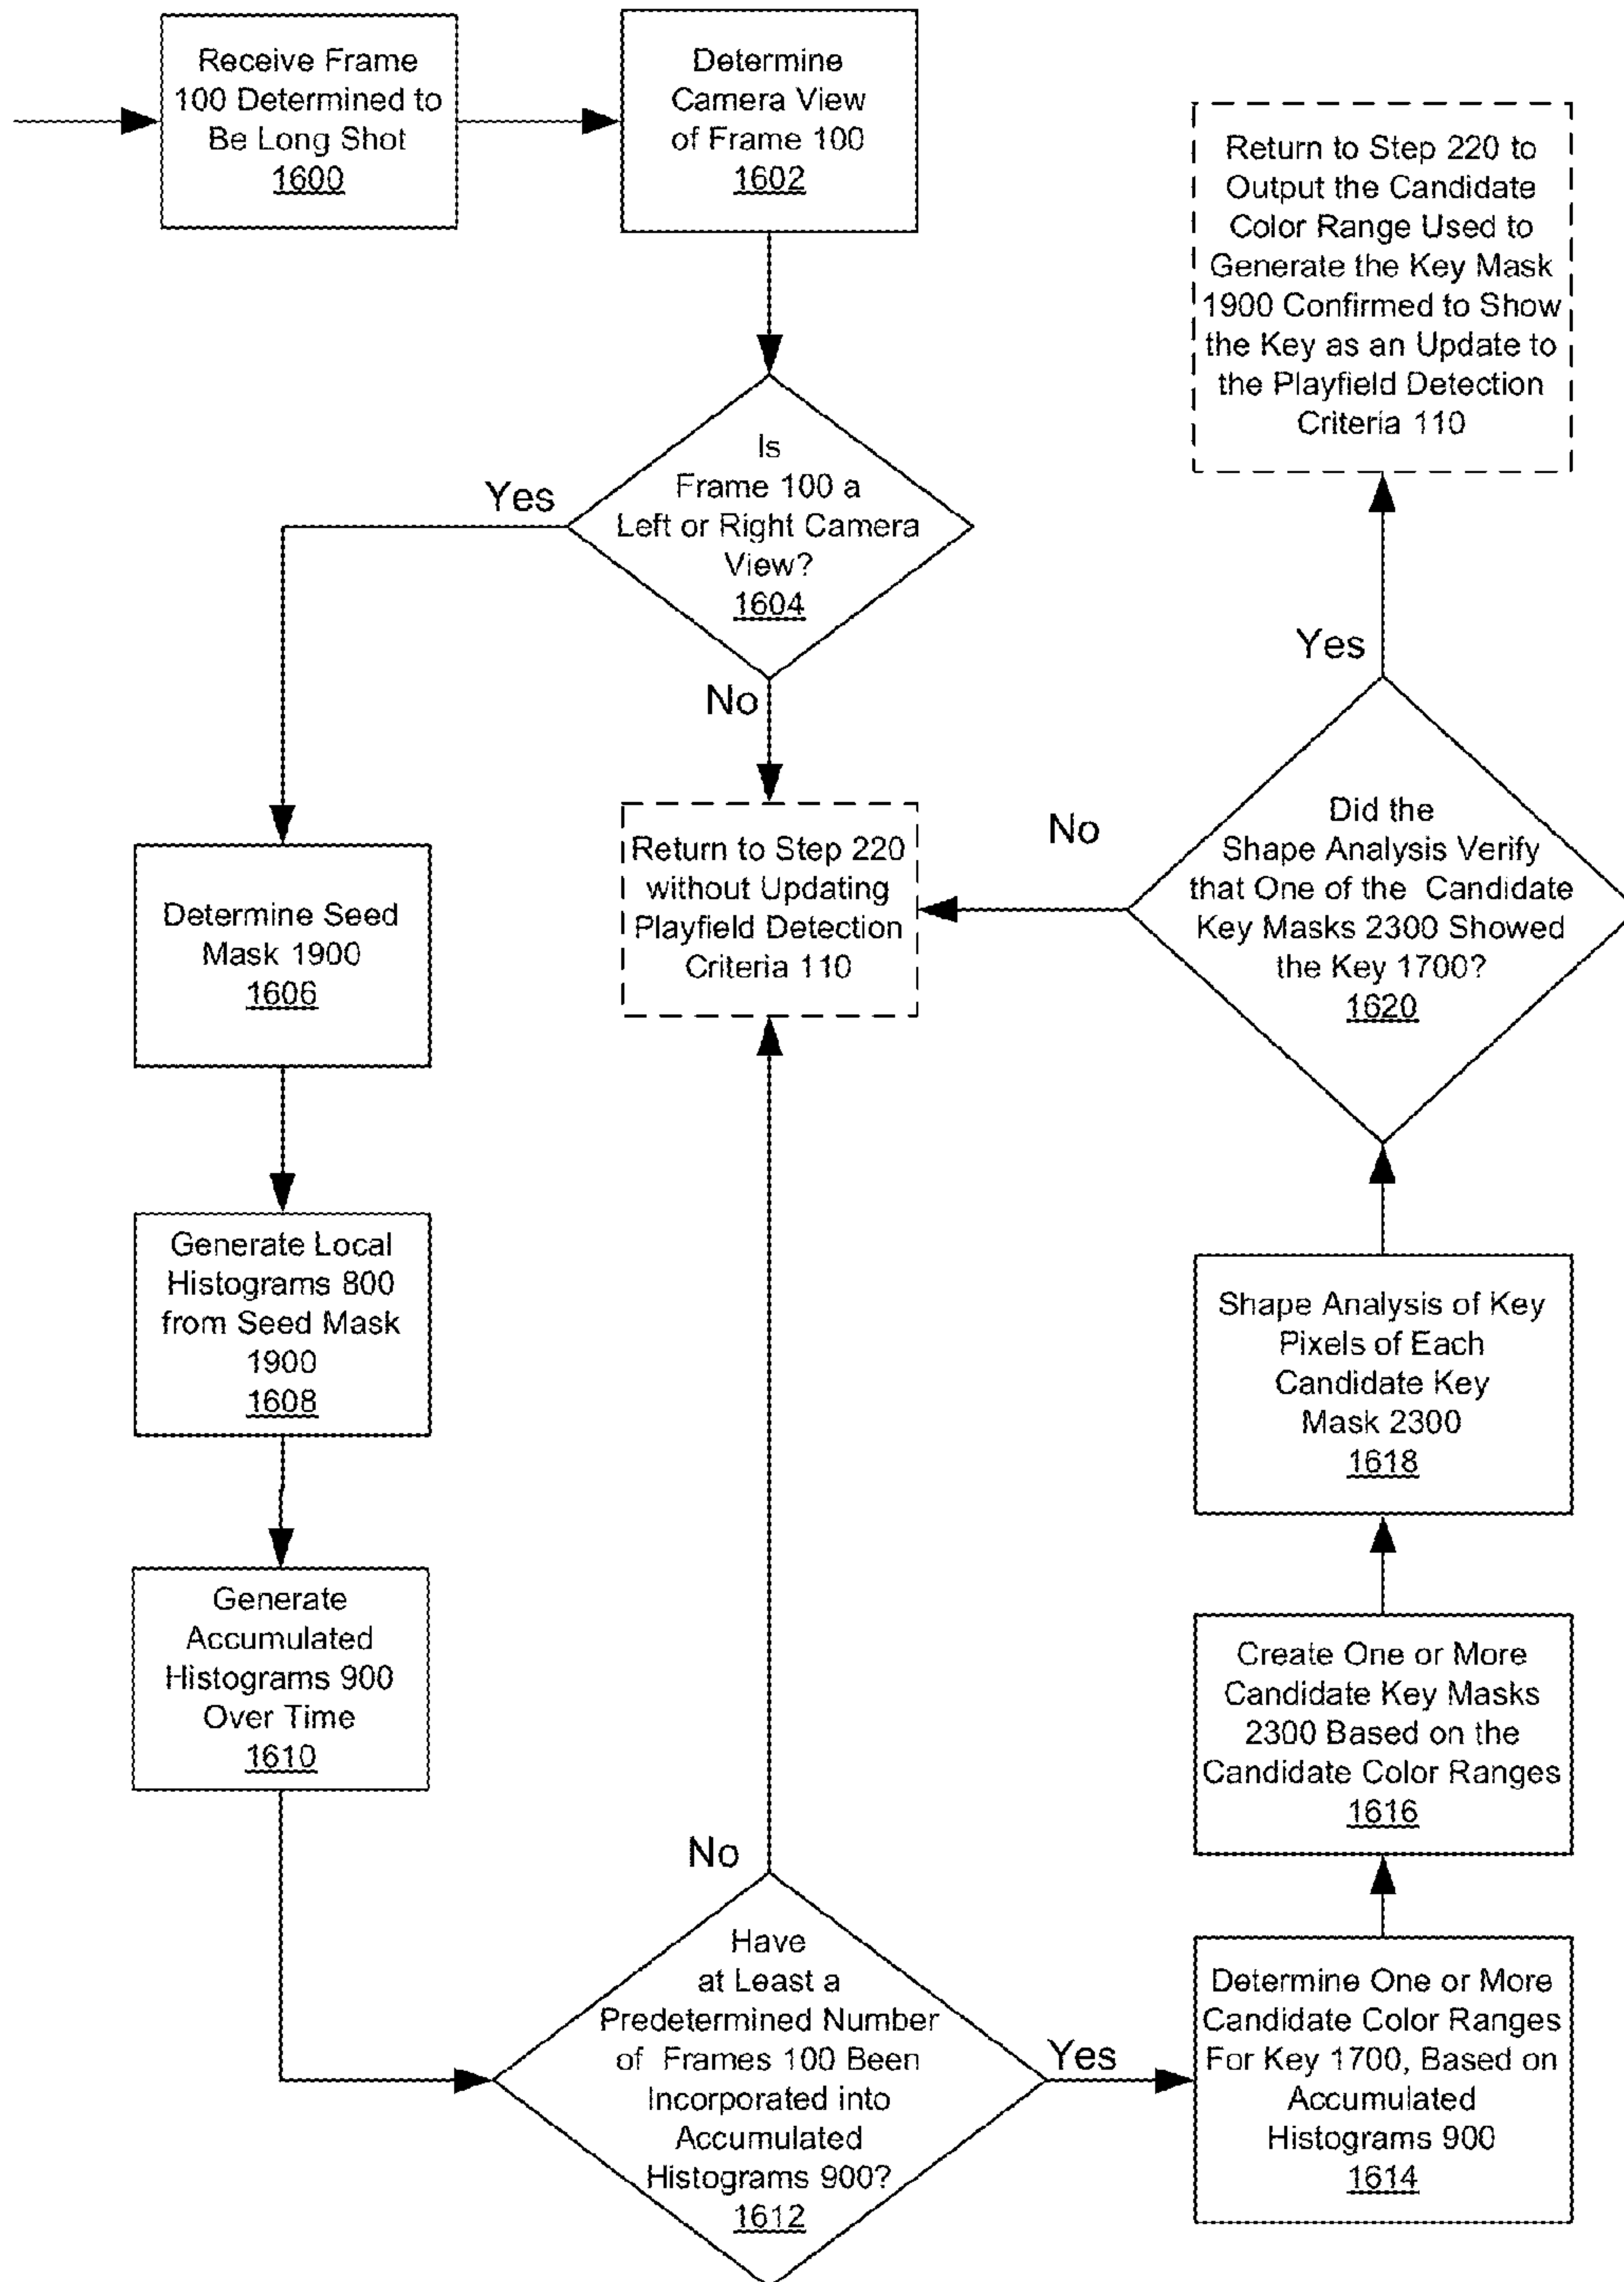 Receive Frame
100 Determined to
Be Long Shot
1600
Determine
Camera View
of Frame 100
1602
Is
Frame 100 a
Left or Right Camera
View?
1604
Yes
No
Determine Seed
Mask 1900
1606
Generate Local
Histograms 800
from Seed Mask
1900
1608
Generate
Accumulated
Histograms 900
Over Time
1610
Have
at Least a
Predetermined Number
of Frames 100 Been
Incorporated into
Accumulated
Histograms 900?
1612
No
Yes
Return to Step 220
without Updating
Playfield Detection
Criteria 110
Determine One or More
Candidate Color Ranges
For Key 1700, Based on
Accumulated
Histograms 900
1614
Create One or More
Candidate Key Masks
2300 Based on the
Candidate Color Ranges
1616
Shape Analysis of Key
Pixels of Each
Candidate Key
Mask 2300
1618
Did the
Shape Analysis Verify
that One of the Candidate
Key Masks 2300 Showed
the Key 1700?
1620
No
Yes
Return to Step 220 to
Output the Candidate
Color Range Used to
Generate the Key Mask
1900 Confirmed to Show
the Key as an Update to
the Playfield Detection
Criteria 110